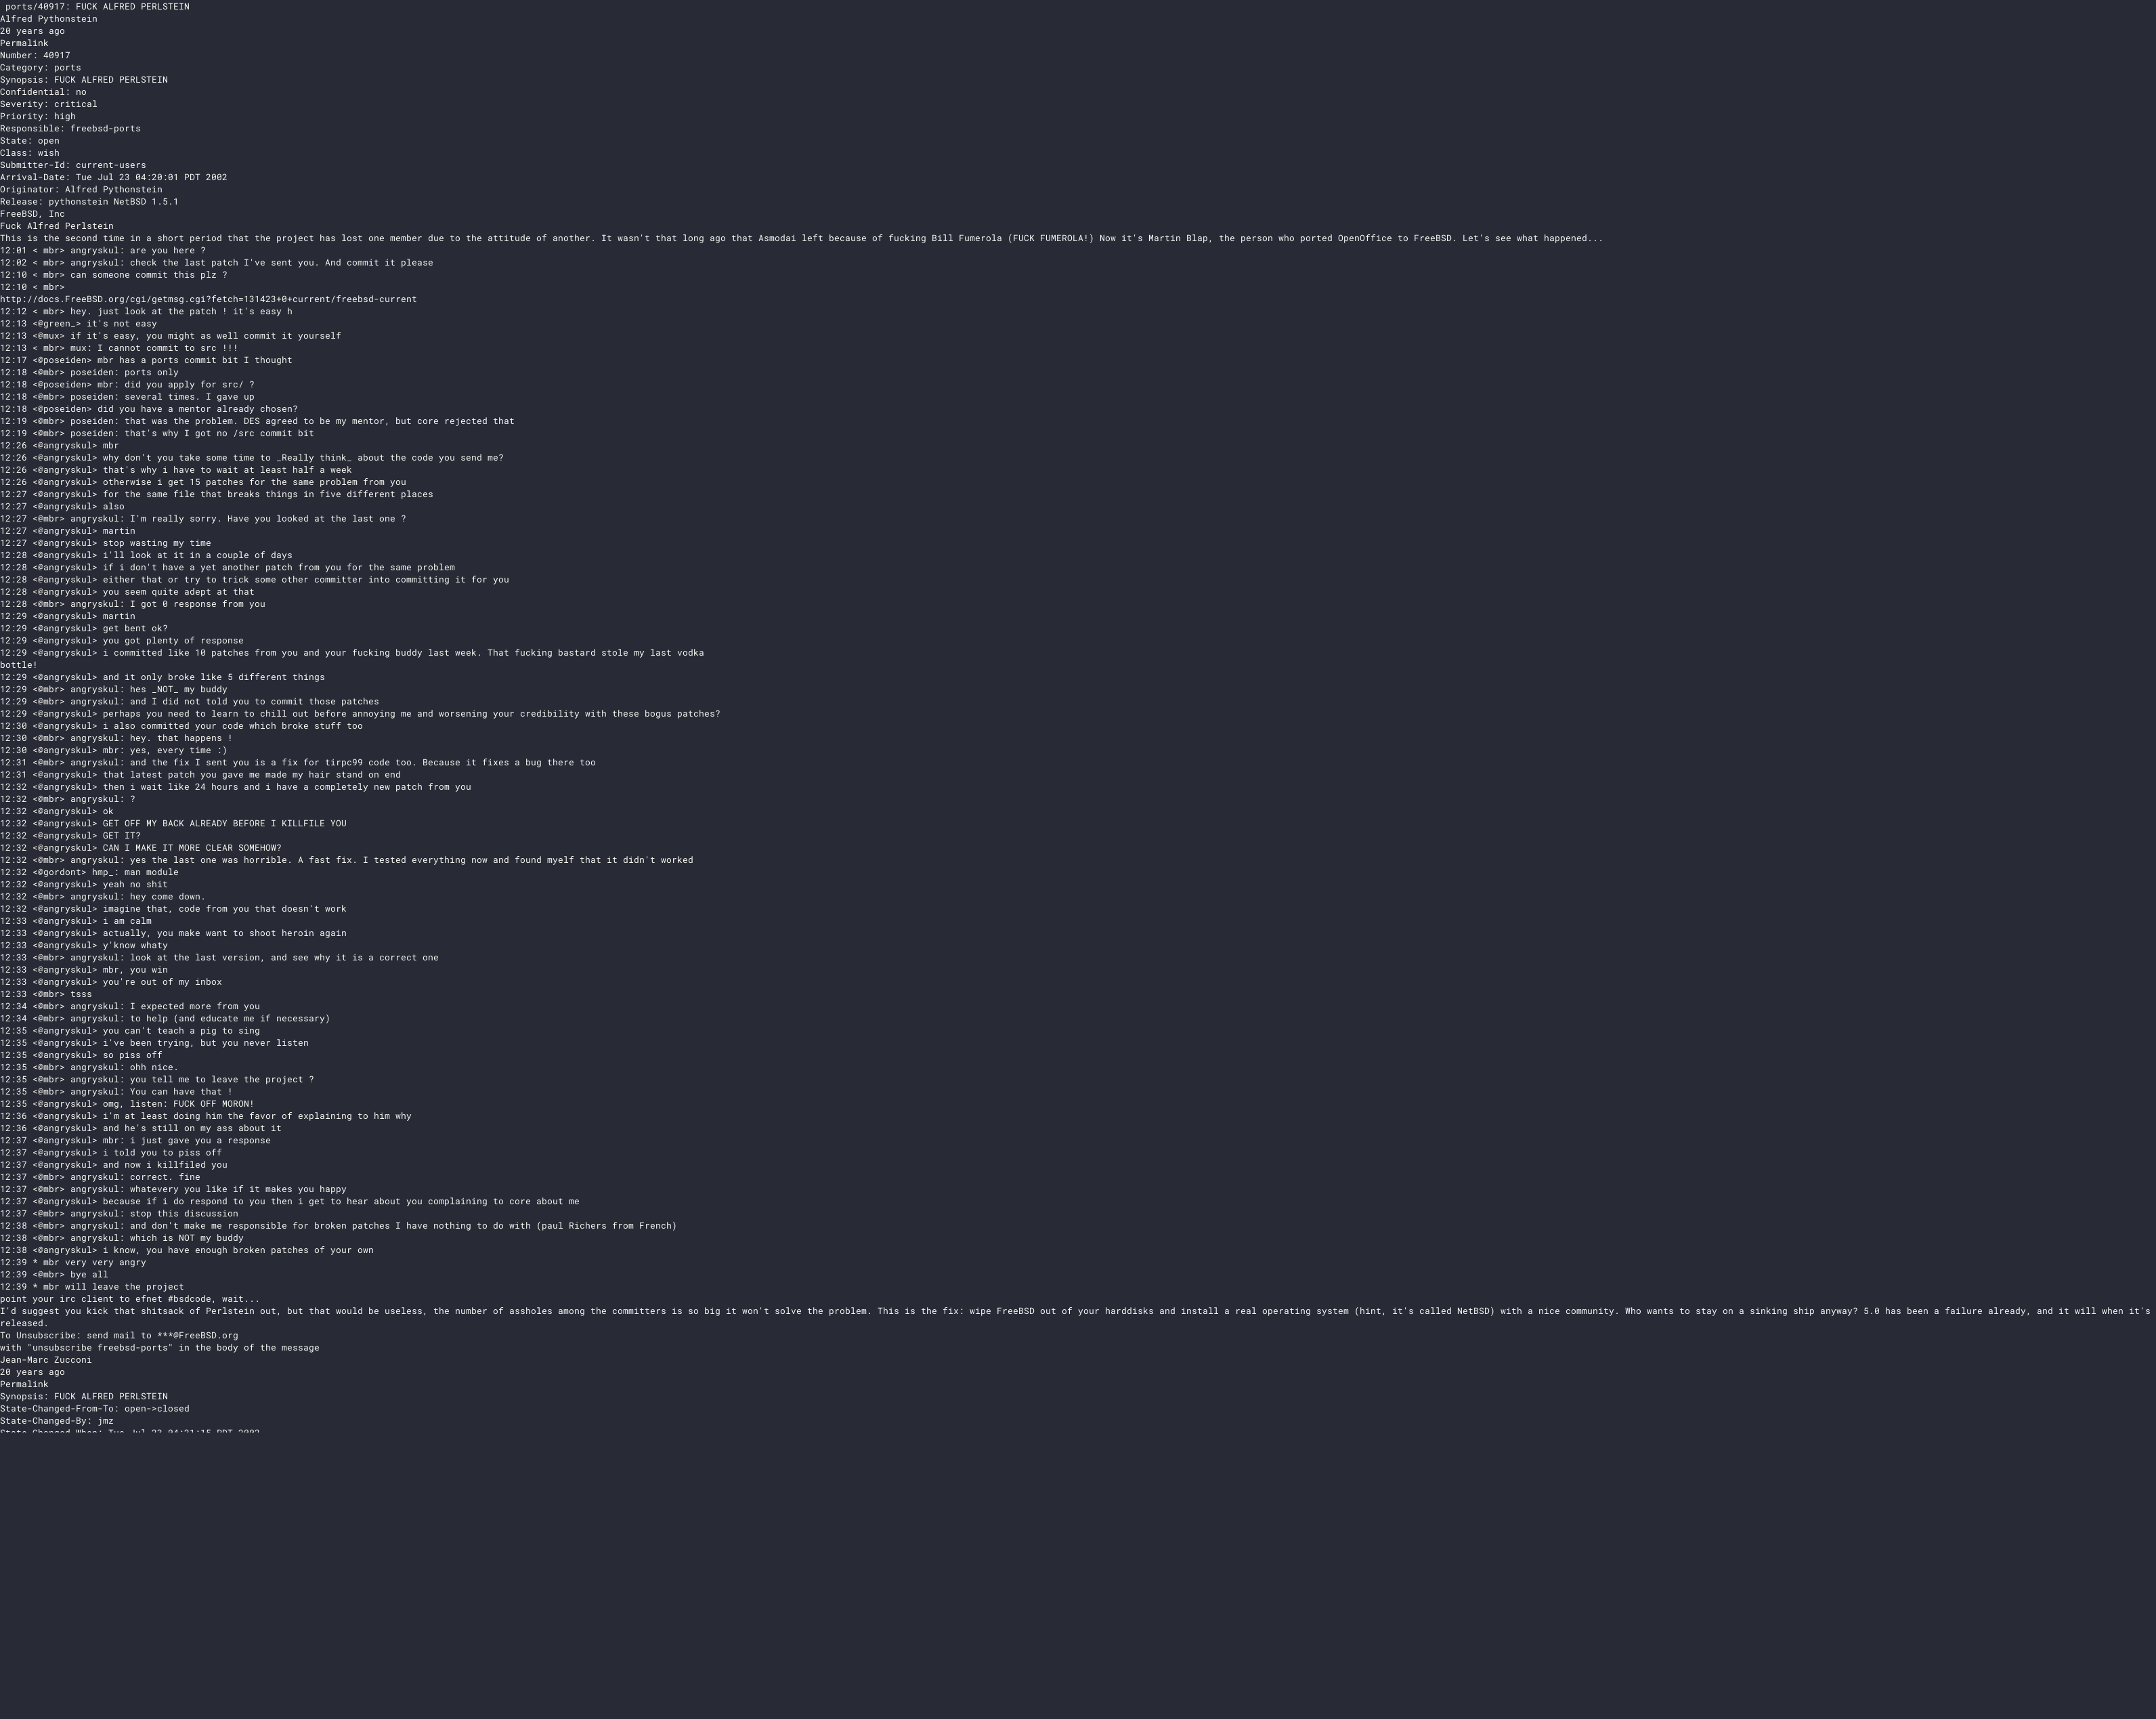 ports/40917: FUCK ALFRED PERLSTEIN
Alfred Pythonstein
20 years ago
Permalink
Number: 40917
Category: ports
Synopsis: FUCK ALFRED PERLSTEIN
Confidential: no
Severity: critical
Priority: high
Responsible: freebsd-ports
State: open
Class: wish
Submitter-Id: current-users
Arrival-Date: Tue Jul 23 04:20:01 PDT 2002
Originator: Alfred Pythonstein
Release: pythonstein NetBSD 1.5.1
FreeBSD, Inc
Fuck Alfred Perlstein
This is the second time in a short period that the project has lost one member due to the attitude of another. It wasn't that long ago that Asmodai left because of fucking Bill Fumerola (FUCK FUMEROLA!) Now it's Martin Blap, the person who ported OpenOffice to FreeBSD. Let's see what happened...
12:01 < mbr> angryskul: are you here ?
12:02 < mbr> angryskul: check the last patch I've sent you. And commit it please
12:10 < mbr> can someone commit this plz ?
12:10 < mbr>
http://docs.FreeBSD.org/cgi/getmsg.cgi?fetch=131423+0+current/freebsd-current
12:12 < mbr> hey. just look at the patch ! it's easy h
12:13 <@green_> it's not easy
12:13 <@mux> if it's easy, you might as well commit it yourself
12:13 < mbr> mux: I cannot commit to src !!!
12:17 <@poseiden> mbr has a ports commit bit I thought
12:18 <@mbr> poseiden: ports only
12:18 <@poseiden> mbr: did you apply for src/ ?
12:18 <@mbr> poseiden: several times. I gave up
12:18 <@poseiden> did you have a mentor already chosen?
12:19 <@mbr> poseiden: that was the problem. DES agreed to be my mentor, but core rejected that
12:19 <@mbr> poseiden: that's why I got no /src commit bit
12:26 <@angryskul> mbr
12:26 <@angryskul> why don't you take some time to _Really think_ about the code you send me?
12:26 <@angryskul> that's why i have to wait at least half a week
12:26 <@angryskul> otherwise i get 15 patches for the same problem from you
12:27 <@angryskul> for the same file that breaks things in five different places
12:27 <@angryskul> also
12:27 <@mbr> angryskul: I'm really sorry. Have you looked at the last one ?
12:27 <@angryskul> martin
12:27 <@angryskul> stop wasting my time
12:28 <@angryskul> i'll look at it in a couple of days
12:28 <@angryskul> if i don't have a yet another patch from you for the same problem
12:28 <@angryskul> either that or try to trick some other committer into committing it for you
12:28 <@angryskul> you seem quite adept at that
12:28 <@mbr> angryskul: I got 0 response from you
12:29 <@angryskul> martin
12:29 <@angryskul> get bent ok?
12:29 <@angryskul> you got plenty of response
12:29 <@angryskul> i committed like 10 patches from you and your fucking buddy last week. That fucking bastard stole my last vodka
bottle!
12:29 <@angryskul> and it only broke like 5 different things
12:29 <@mbr> angryskul: hes _NOT_ my buddy
12:29 <@mbr> angryskul: and I did not told you to commit those patches
12:29 <@angryskul> perhaps you need to learn to chill out before annoying me and worsening your credibility with these bogus patches?
12:30 <@angryskul> i also committed your code which broke stuff too
12:30 <@mbr> angryskul: hey. that happens !
12:30 <@angryskul> mbr: yes, every time :)
12:31 <@mbr> angryskul: and the fix I sent you is a fix for tirpc99 code too. Because it fixes a bug there too
12:31 <@angryskul> that latest patch you gave me made my hair stand on end
12:32 <@angryskul> then i wait like 24 hours and i have a completely new patch from you
12:32 <@mbr> angryskul: ?
12:32 <@angryskul> ok
12:32 <@angryskul> GET OFF MY BACK ALREADY BEFORE I KILLFILE YOU
12:32 <@angryskul> GET IT?
12:32 <@angryskul> CAN I MAKE IT MORE CLEAR SOMEHOW?
12:32 <@mbr> angryskul: yes the last one was horrible. A fast fix. I tested everything now and found myelf that it didn't worked
12:32 <@gordont> hmp_: man module
12:32 <@angryskul> yeah no shit
12:32 <@mbr> angryskul: hey come down.
12:32 <@angryskul> imagine that, code from you that doesn't work
12:33 <@angryskul> i am calm
12:33 <@angryskul> actually, you make want to shoot heroin again
12:33 <@angryskul> y'know whaty
12:33 <@mbr> angryskul: look at the last version, and see why it is a correct one
12:33 <@angryskul> mbr, you win
12:33 <@angryskul> you're out of my inbox
12:33 <@mbr> tsss
12:34 <@mbr> angryskul: I expected more from you
12:34 <@mbr> angryskul: to help (and educate me if necessary)
12:35 <@angryskul> you can't teach a pig to sing
12:35 <@angryskul> i've been trying, but you never listen
12:35 <@angryskul> so piss off
12:35 <@mbr> angryskul: ohh nice.
12:35 <@mbr> angryskul: you tell me to leave the project ?
12:35 <@mbr> angryskul: You can have that !
12:35 <@angryskul> omg, listen: FUCK OFF MORON!
12:36 <@angryskul> i'm at least doing him the favor of explaining to him why
12:36 <@angryskul> and he's still on my ass about it
12:37 <@angryskul> mbr: i just gave you a response
12:37 <@angryskul> i told you to piss off
12:37 <@angryskul> and now i killfiled you
12:37 <@mbr> angryskul: correct. fine
12:37 <@mbr> angryskul: whatevery you like if it makes you happy
12:37 <@angryskul> because if i do respond to you then i get to hear about you complaining to core about me
12:37 <@mbr> angryskul: stop this discussion
12:38 <@mbr> angryskul: and don't make me responsible for broken patches I have nothing to do with (paul Richers from French)
12:38 <@mbr> angryskul: which is NOT my buddy
12:38 <@angryskul> i know, you have enough broken patches of your own
12:39 * mbr very very angry
12:39 <@mbr> bye all
12:39 * mbr will leave the project
point your irc client to efnet #bsdcode, wait...
I'd suggest you kick that shitsack of Perlstein out, but that would be useless, the number of assholes among the committers is so big it won't solve the problem. This is the fix: wipe FreeBSD out of your harddisks and install a real operating system (hint, it's called NetBSD) with a nice community. Who wants to stay on a sinking ship anyway? 5.0 has been a failure already, and it will when it's
released.
To Unsubscribe: send mail to ***@FreeBSD.org
with "unsubscribe freebsd-ports" in the body of the message
Jean-Marc Zucconi
20 years ago
Permalink
Synopsis: FUCK ALFRED PERLSTEIN
State-Changed-From-To: open->closed
State-Changed-By: jmz
State-Changed-When: Tue Jul 23 04:21:15 PDT 2002